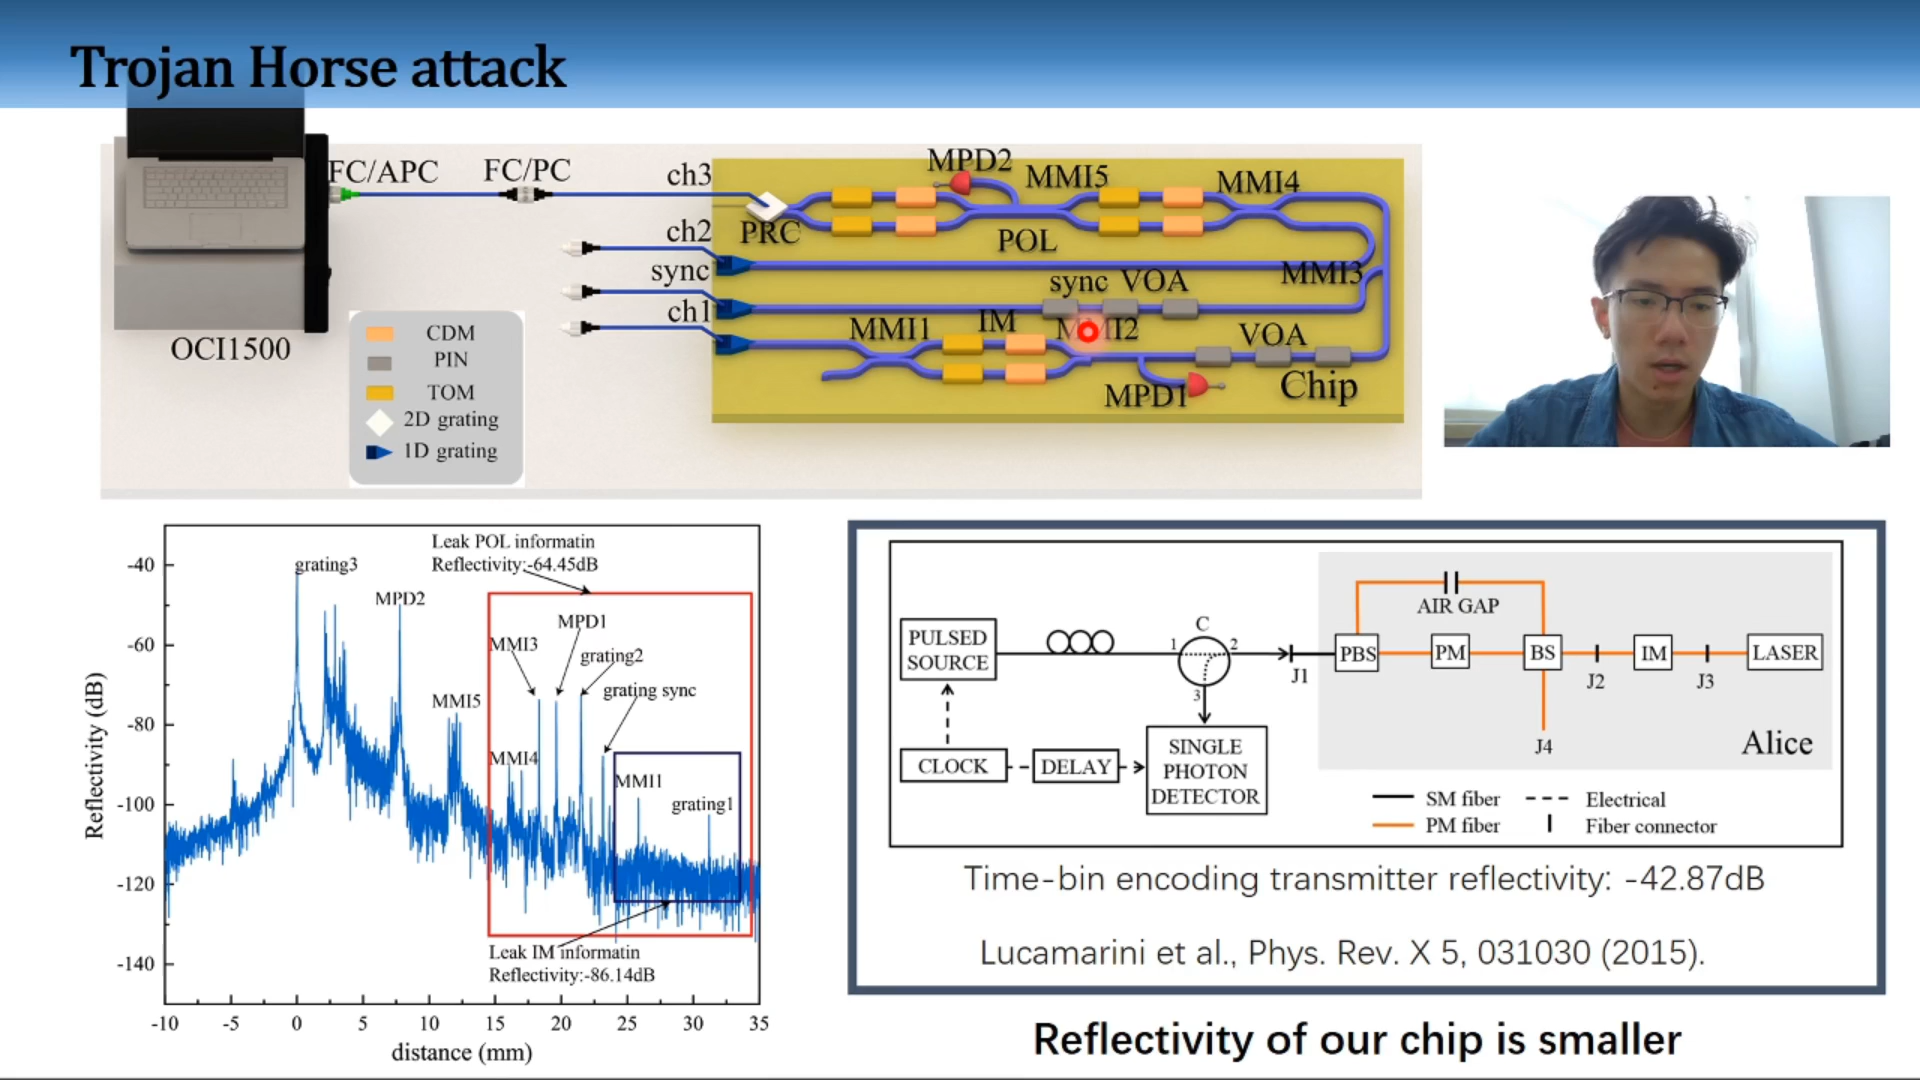 Trojan Horse attack
FC/APC
FC/PC
ch3
ch2
sync
ch1
OCI1500
CDM
PIN
TOM
2D grating
1D grating
PRC
MPD2
MMI5
MMI4
POL
MMI3
sync VOA
MMI1
IM
MMI2
VOA
MPD1
Chip
Leak POL informatin
Reflectivity:-64.45dB
grating3
MPD2
MPD1
MMI3
grating2
grating sync
MMI5
MMI4
MMI1
grating1
Leak IM informatin
Reflectivity:-86.14dB
Reflectivity (dB)
-40
-60
-80
-100
-120
-140
-10 -5 0 5 10 15 20 25 30 35
distance (mm)
PULSED
SOURCE
C
1
2
3
J1
AIR GAP
PBS
PM
BS
IM
LASER
J2
J3
J4
Alice
CLOCK
DELAY
SINGLE
PHOTON
DETECTOR
SM fiber
Electrical
PM fiber
Fiber connector
Time-bin encoding transmitter reflectivity: -42.87dB
Lucamarini et al., Phys. Rev. X 5, 031030 (2015).
Reflectivity of our chip is smaller